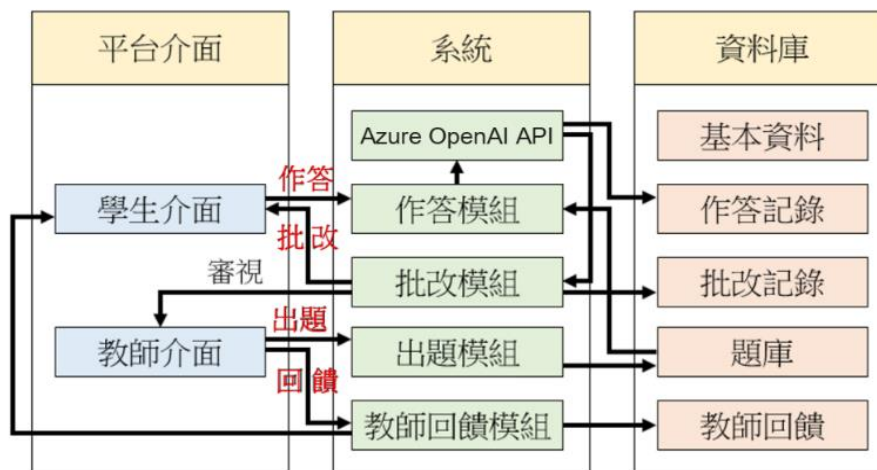 平台介面
系統
資料庫
Azure OpenAI API
基本資料
作答
學生介面
作答模組
作答記錄
批改
審視
批改模組
批改記錄
出題
教師介面
出題模組
題庫
回饋
教師回饋模組
教師回饋